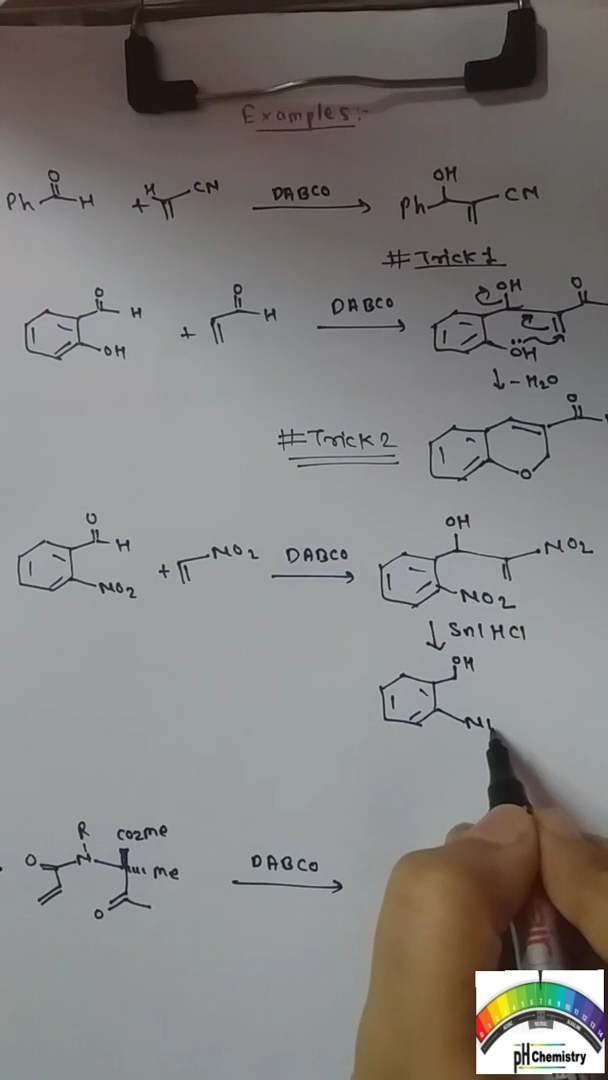 Examples:-
O
Ph H + H CN DABCO OH Ph CN
# Trick 1
O H OH + O H DABCO OH O OH
↓ - H2O
# Trick 2 O O
O H NO2 + NO2 DABCO OH NO2 NO2
↓ Sn/HCl
OH
N
R CO2Me
O N Me DABCO
O
pH Chemistry